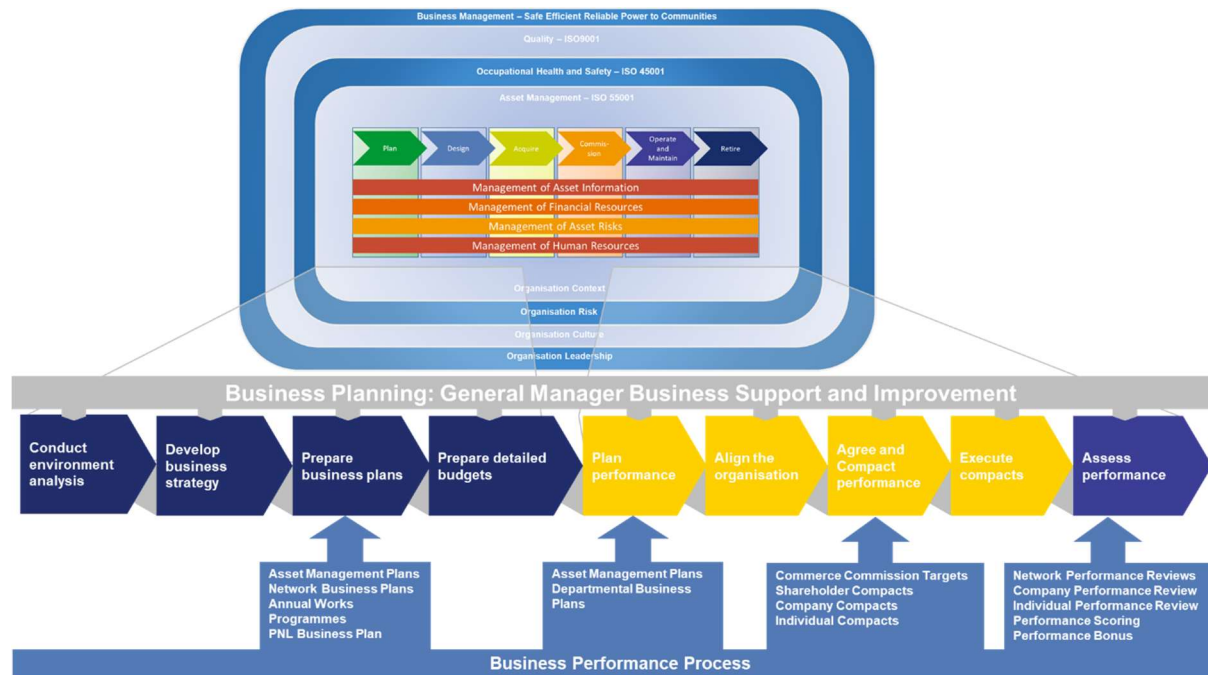 Business Management – Safe Efficient Reliable Power to Communities
Quality – ISO9001
Occupational Health and Safety – ISO 45001
Asset Management – ISO 55001
Plan
Design
Acquire
Commis-
sion
Operate
and
Maintain
Retire
Management of Asset Information
Management of Financial Resources
Management of Asset Risks
Management of Human Resources
Organisation Context
Organisation Risk
Organisation Culture
Organisation Leadership
Business Planning: General Manager Business Support and Improvement
Conduct
environment
analysis
Develop
business
strategy
Prepare
business plans
Prepare detailed
budgets
Plan
performance
Align the
organisation
Agree and
Compact
performance
Execute
compacts
Assess
performance
Asset Management Plans
Network Business Plans
Annual Works
Programmes
PNL Business Plan
Asset Management Plans
Departmental Business
Plans
Commerce Commission Targets
Shareholder Compacts
Company Compacts
Individual Compacts
Network Performance Reviews
Company Performance Review
Individual Performance Review
Performance Scoring
Performance Bonus
Business Performance Process